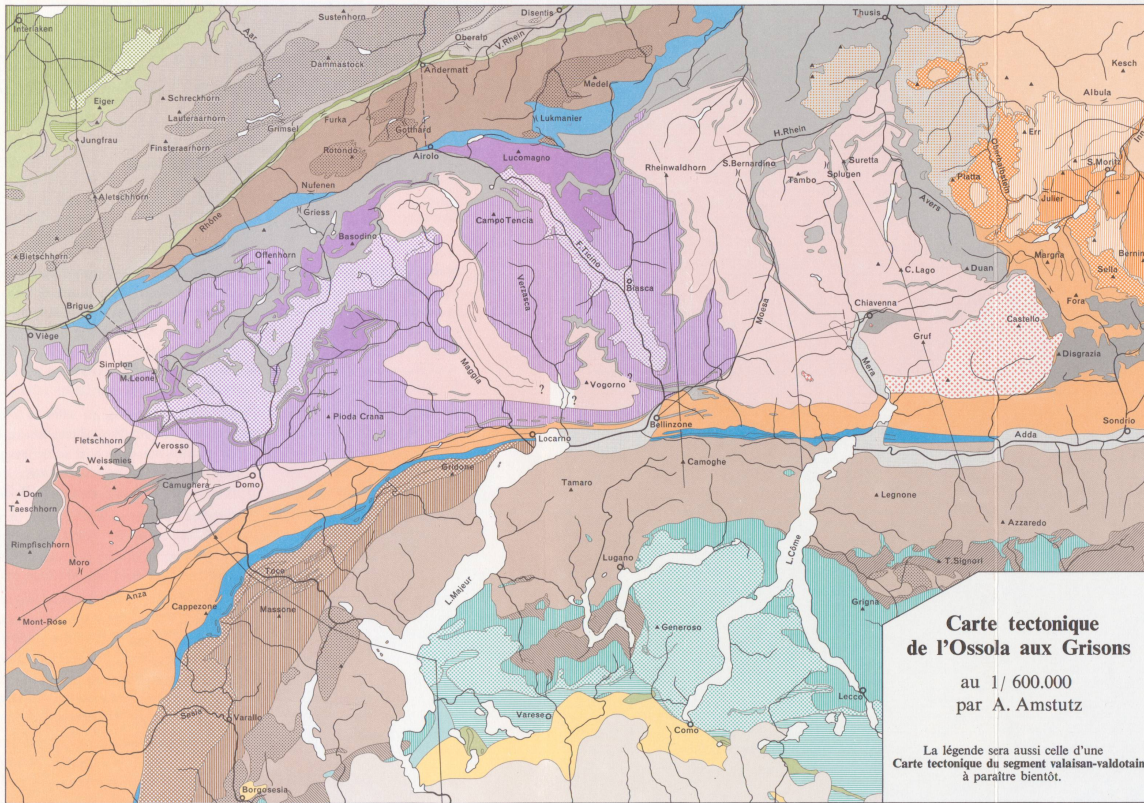 Interlaken
Aar
Sustenhorn
Disentis
Thusis
Oberalp
V.Rhein
Dammastock
Andermatt
Kesch
Medel
Eiger
Schreckhorn
Albula
Lauteraarhorn
Furka
Lukmanier
Grimsel
Gotthard
Err
Jungfrau
H.Rhein
Finsteraarhorn
Rotondo
Airolo
Lucomagno
S.Bernardino
Suretta
Oberhalbstein
S.Moritz
Rheinwaldhorn
Tambo
Splugen
Platta
Nufenen
Julier
Aletschhorn
Rhône
Griess
Avers
Campo Tencia
Basodino
F.Ticino
Bietschhorn
Offenhorn
Margna
Bernin
C.Lago
Duan
Sella
Verzasca
Biasca
Moesa
Fora
Brigue
Chiavenna
Castello
Viège
Gruf
Disgrazia
Simplon
Maggia
Mera
M.Leone
?
Vogorno
?
?
Pioda Crana
Bellinzone
Sondrio
Fletschhorn
Verosso
Locarno
Adda
Weissmies
Gridone
Camoghe
Camughera
Domo
Tamaro
Legnone
Dom
Taeschhorn
Azzaredo
Rimpfischhorn
L.Côme
Lugano
T.Signori
Moro
Toce
L.Majeur
Anza
Cappezone
Massone
Grigna
Mont-Rose
Generoso
Sesia
Varallo
Varese
Lecco
Como
Borgosesia
Carte tectonique
de l'Ossola aux Grisons
au 1/ 600.000
par A. Amstutz
La légende sera aussi celle d'une
Carte tectonique du segment valaisan-valdotain
à paraître bientôt.